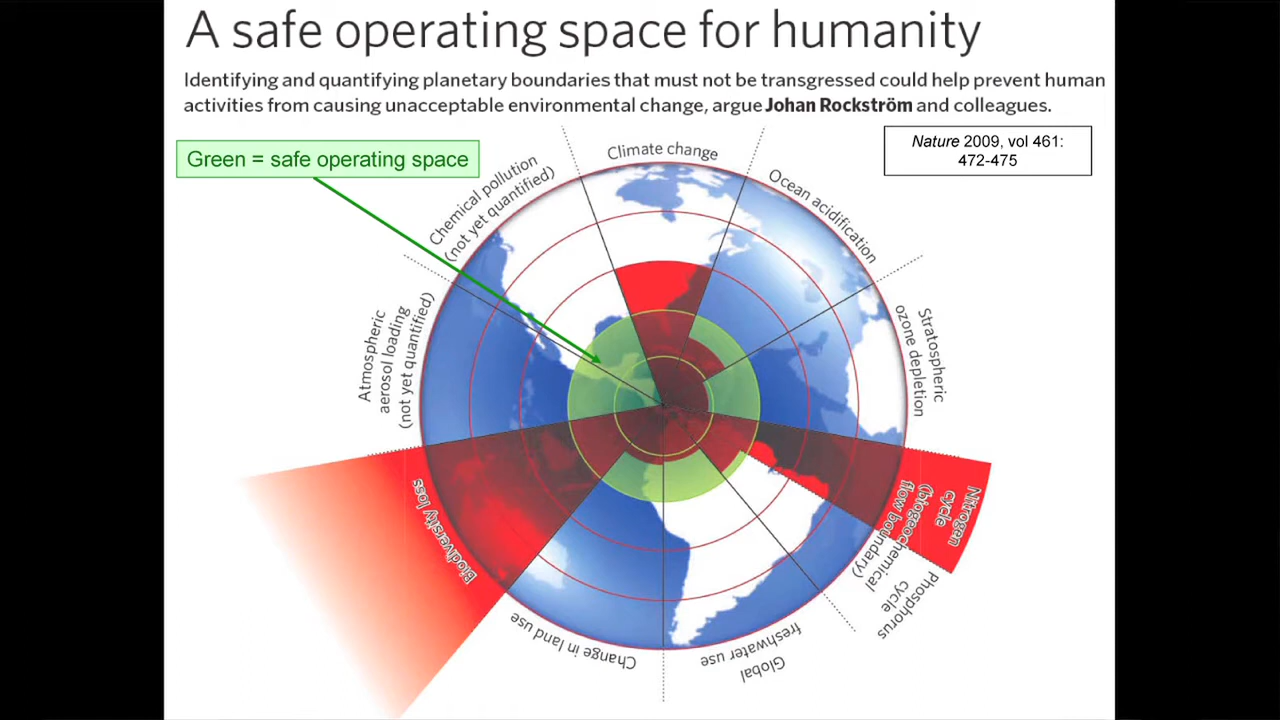 A safe operating space for humanity
Identifying and quantifying planetary boundaries that must not be transgressed could help prevent human
activities from causing unacceptable environmental change, argue Johan Rockström and colleagues.
Green = safe operating space
Nature 2009, vol 461:
472-475
Climate change
Ocean acidification
Stratospheric
ozone depletion
Nitrogen
cycle
(biogeochemical
flow boundary)
Phosphorus
cycle
Global
freshwater use
Change in land use
Biodiversity loss
Atmospheric
aerosol loading
(not yet quantified)
Chemical pollution
(not yet quantified)